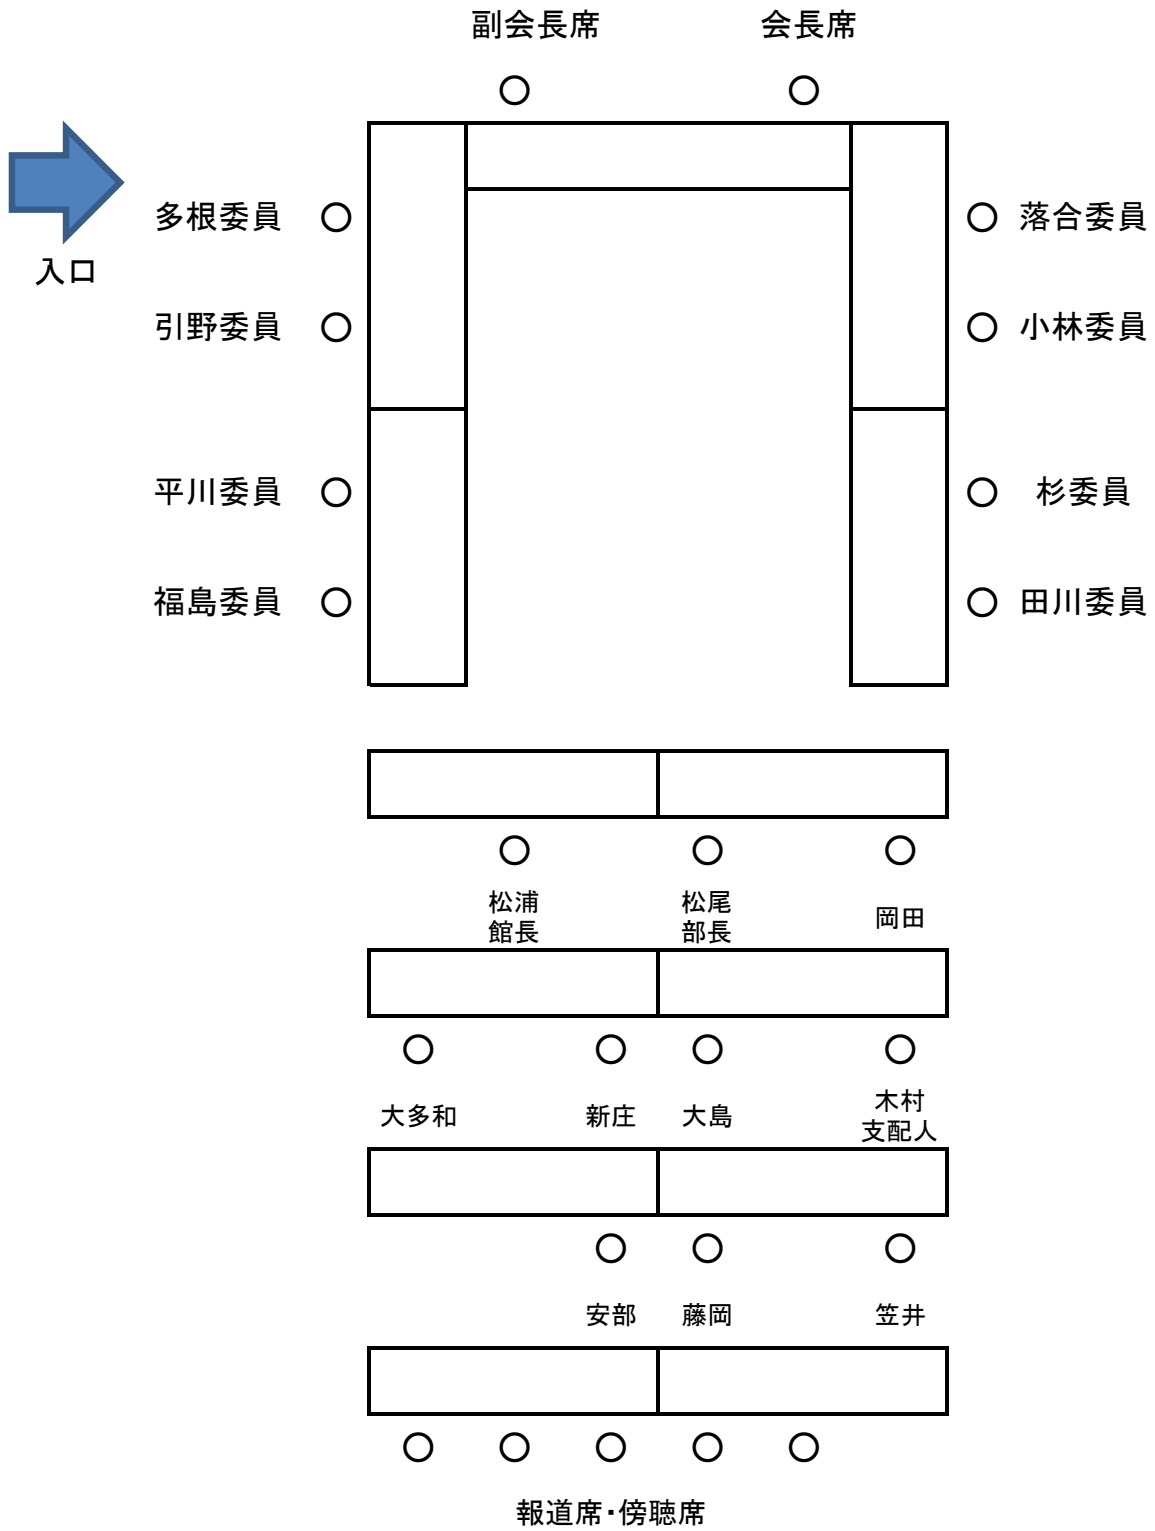 副会長席
会長席
多根委員
落合委員
入口
引野委員
小林委員
平川委員
杉委員
福島委員
田川委員
松浦
館長
松尾
部長
岡田
大多和
新庄
大島
木村
支配人
安部
藤岡
笠井
報道席・傍聴席